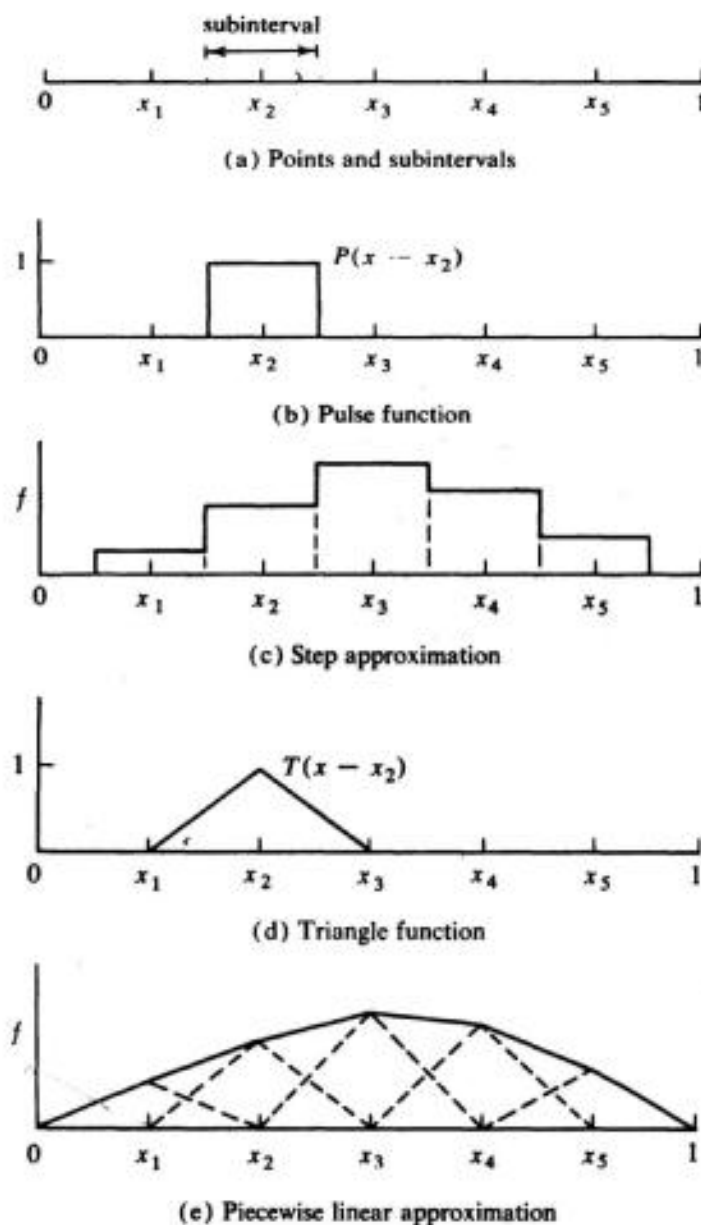 subinterval
0 x₁ x₂ x₃ x₄ x₅ 1
(a) Points and subintervals
1 P(x -- x₂)
0 x₁ x₂ x₃ x₄ x₅ 1
(b) Pulse function
f
0 x₁ x₂ x₃ x₄ x₅ 1
(c) Step approximation
1 T(x − x₂)
0 x₁ x₂ x₃ x₄ x₅ 1
(d) Triangle function
f
0 x₁ x₂ x₃ x₄ x₅ 1
(e) Piecewise linear approximation